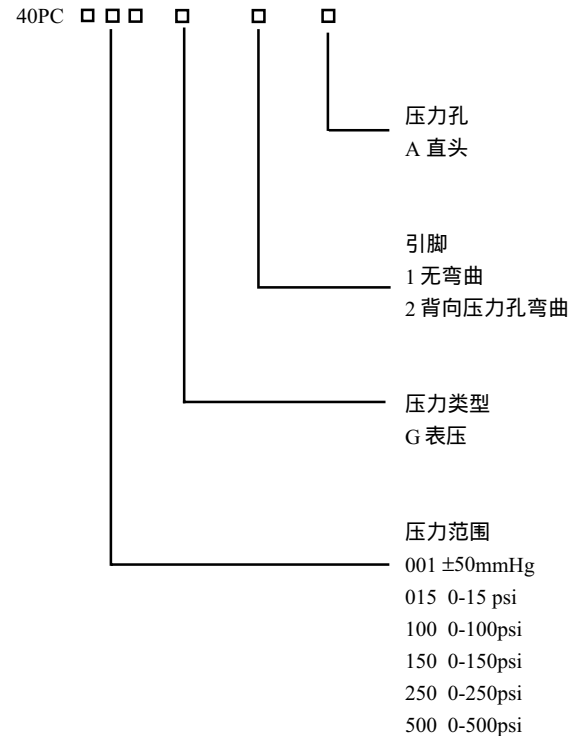 40PC □ □ □ □ □ □
压力孔
A 直头
引脚
1 无弯曲
2 背向压力孔弯曲
压力类型
G 表压
压力范围
001 ±50mmHg
015 0-15 psi
100 0-100psi
150 0-150psi
250 0-250psi
500 0-500psi